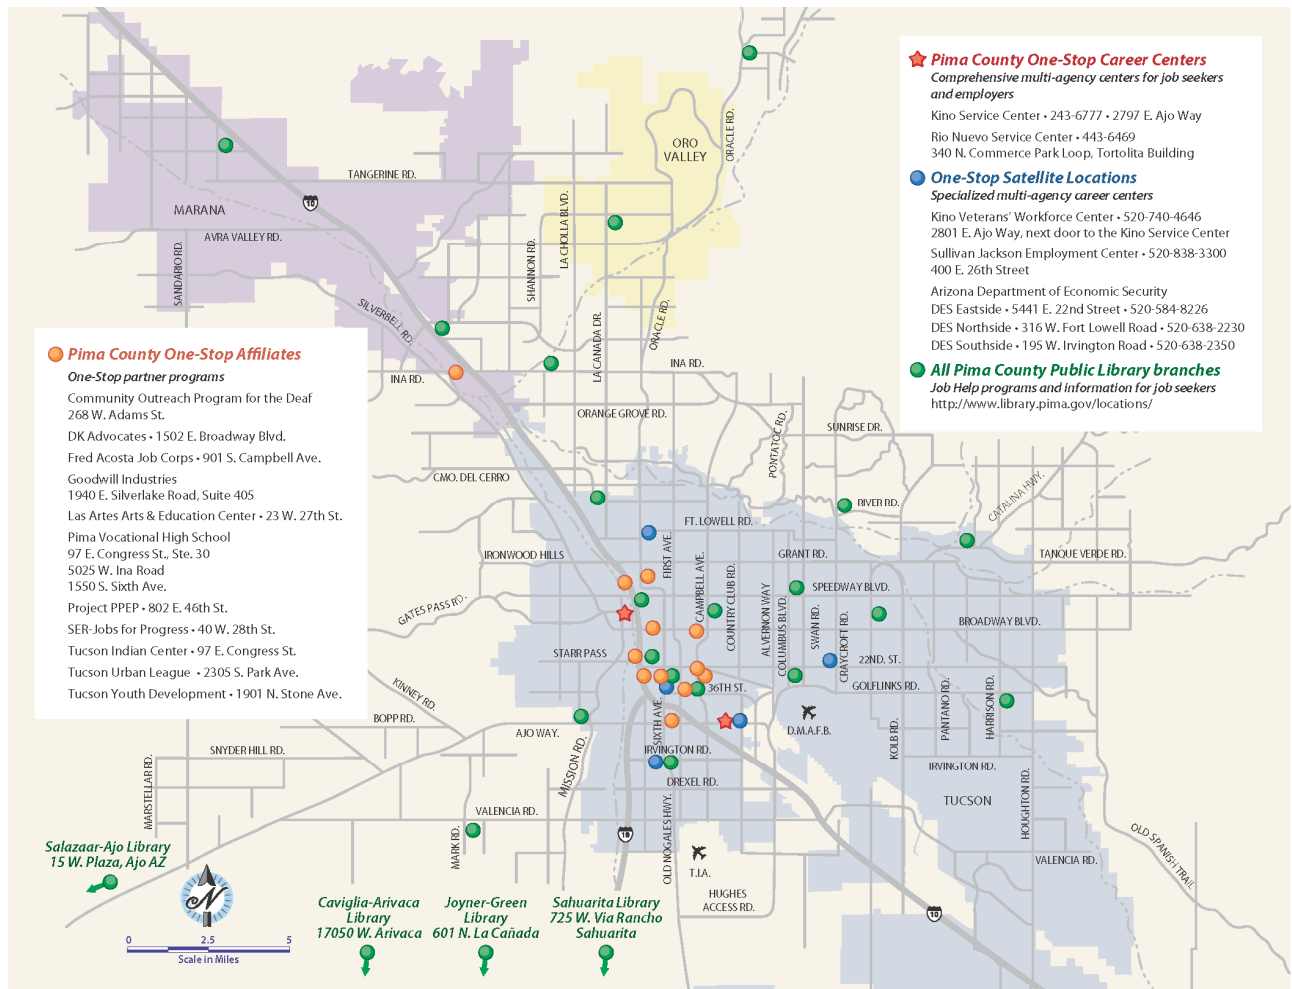 Pima County One-Stop Career Centers
Comprehensive multi-agency centers for job seekers
and employers
Kino Service Center • 243-6777 • 2797 E. Ajo Way
Rio Nuevo Service Center • 443-6469
340 N. Commerce Park Loop, Tortolita Building
One-Stop Satellite Locations
Specialized multi-agency career centers
Kino Veterans' Workforce Center • 520-740-4646
2801 E. Ajo Way, next door to the Kino Service Center
Sullivan Jackson Employment Center • 520-838-3300
400 E. 26th Street
Arizona Department of Economic Security
DES Eastside • 5441 E. 22nd Street • 520-584-8226
DES Northside • 316 W. Fort Lowell Road • 520-638-2230
DES Southside • 195 W. Irvington Road • 520-638-2350
All Pima County Public Library branches
Job Help programs and information for job seekers
http://www.library.pima.gov/locations/
Pima County One-Stop Affiliates
One-Stop partner programs
Community Outreach Program for the Deaf
268 W. Adams St.
DK Advocates • 1502 E. Broadway Blvd.
Fred Acosta Job Corps • 901 S. Campbell Ave.
Goodwill Industries
1940 E. Silverlake Road, Suite 405
Las Artes Arts & Education Center • 23 W. 27th St.
Pima Vocational High School
97 E. Congress St., Ste. 30
5025 W. Ina Road
1550 S. Sixth Ave.
Project PPEP • 802 E. 46th St.
SER-Jobs for Progress • 40 W. 28th St.
Tucson Indian Center • 97 E. Congress St.
Tucson Urban League • 2305 S. Park Ave.
Tucson Youth Development • 1901 N. Stone Ave.
ORO
VALLEY
ORACLE RD.
TANGERINE RD.
10
MARANA
AVRA VALLEY RD.
SANDARIO RD.
LA CHOLLA BLVD.
SHANNON RD.
SILVERBELL RD.
LA CANADA DR.
ORACLE RD.
INA RD.
INA RD.
ORANGE GROVE RD.
PONTATOC RD.
SUNRISE DR.
CMO. DEL CERRO
RIVER RD.
CATALINA HWY.
FT. LOWELL RD.
IRONWOOD HILLS
FIRST AVE.
CAMPBELL AVE.
GRANT RD.
TANQUE VERDE RD.
COUNTRY CLUB RD.
ALVERNON WAY
COLUMBUS BLVD.
SPEEDWAY BLVD.
SWAN RD.
CRAYCROFT RD.
GATES PASS RD.
BROADWAY BLVD.
STARR PASS
22ND. ST.
36TH ST.
GOLFLINKS RD.
KINNEY RD.
BOPP RD.
AJO WAY.
SIXTH AVE.
D.M.A.F.B.
KOLB RD.
PANTANO RD.
HARRISON RD.
SNYDER HILL RD.
MISSION RD.
IRVINGTON RD.
IRVINGTON RD.
DREXEL RD.
MARSTELLAR RD.
HOUGHTON RD.
TUCSON
VALENCIA RD.
MARK RD.
19
OLD NOGALES HWY.
OLD SPANISH TRAIL
VALENCIA RD.
T.I.A.
HUGHES
ACCESS RD.
10
Salazaar-Ajo Library
15 W. Plaza, Ajo AZ
N
Caviglia-Arivaca
Library
17050 W. Arivaca
Joyner-Green
Library
601 N. La Cañada
Sahuarita Library
725 W. Via Rancho
Sahuarita
0 2.5 5
Scale in Miles